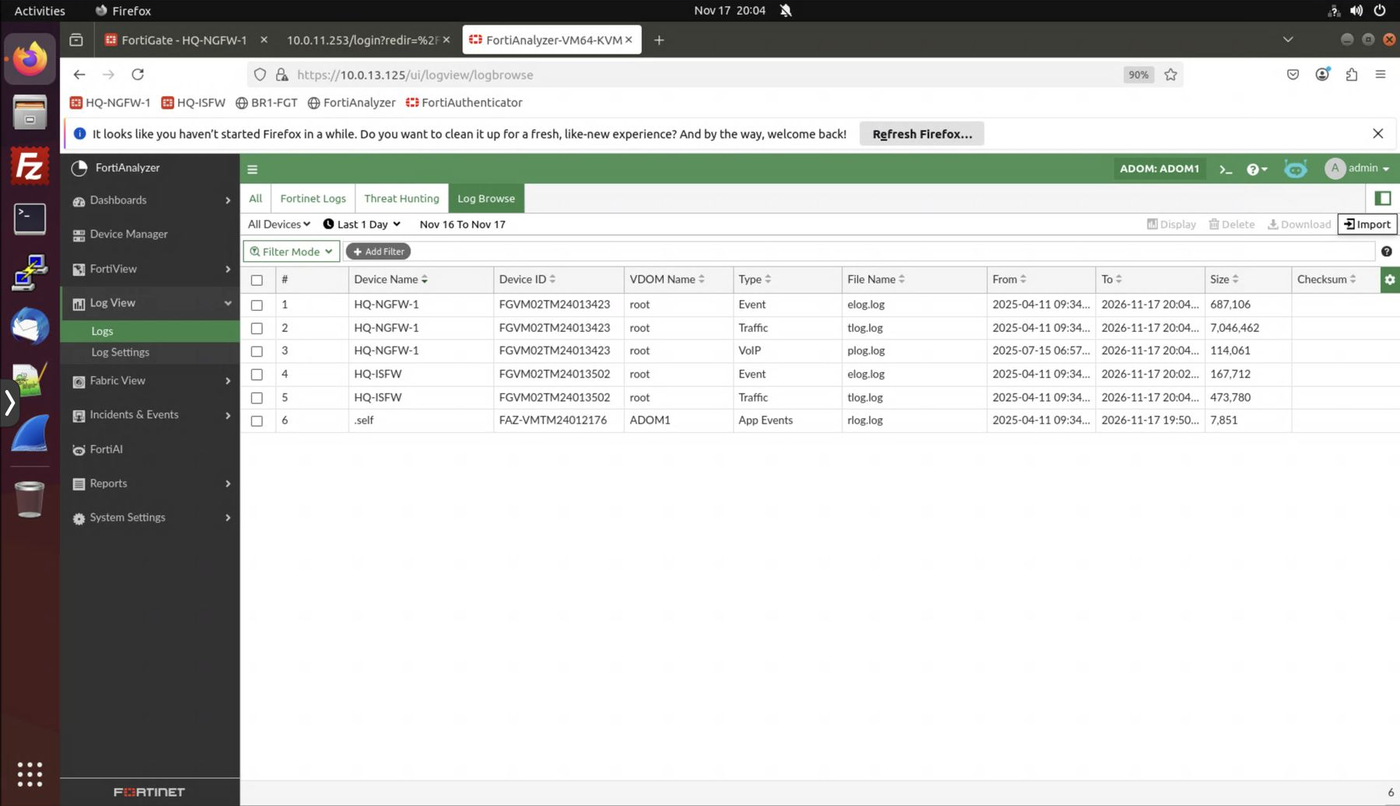 Activities Firefox Nov 17 20:04
FortiGate - HQ-NGFW-1 10.0.11.253/login?redir=%2F FortiAnalyzer-VM64-KVM
https://10.0.13.125/ui/logview/logbrowse 90%
HQ-NGFW-1 HQ-ISFW BR1-FGT FortiAnalyzer FortiAuthenticator
It looks like you haven't started Firefox in a while. Do you want to clean it up for a fresh, like-new experience? And by the way, welcome back! Refresh Firefox...
FortiAnalyzer ADOM: ADOM1 A admin
Dashboards
Device Manager
FortiView
Log View
Logs
Log Settings
Fabric View
Incidents & Events
FortiAI
Reports
System Settings
FORTINET
All Fortinet Logs Threat Hunting Log Browse
All Devices Last 1 Day Nov 16 To Nov 17 Display Delete Download Import
Filter Mode + Add Filter
# Device Name Device ID VDOM Name Type File Name From To Size Checksum
1 HQ-NGFW-1 FGVM02TM24013423 root Event elog.log 2025-04-11 09:34... 2026-11-17 20:04... 687,106
2 HQ-NGFW-1 FGVM02TM24013423 root Traffic tlog.log 2025-04-11 09:34... 2026-11-17 20:04... 7,046,462
3 HQ-NGFW-1 FGVM02TM24013423 root VoIP plog.log 2025-07-15 06:57... 2026-11-17 20:04... 114,061
4 HQ-ISFW FGVM02TM24013502 root Event elog.log 2025-04-11 09:34... 2026-11-17 20:02... 167,712
5 HQ-ISFW FGVM02TM24013502 root Traffic tlog.log 2025-04-11 09:34... 2026-11-17 20:04... 473,780
6 .self FAZ-VMTM24012176 ADOM1 App Events rlog.log 2025-04-11 09:34... 2026-11-17 19:50... 7,851
6